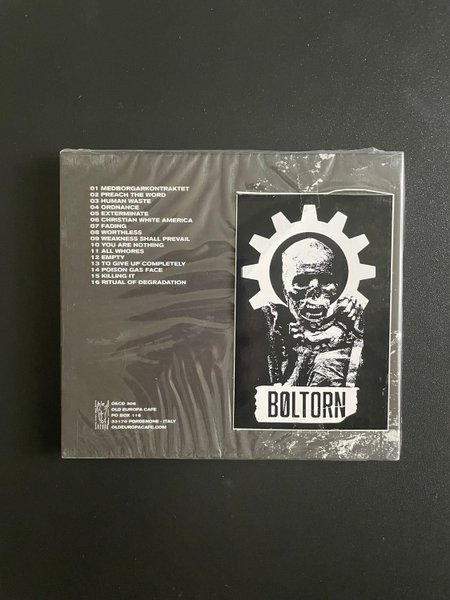 01 MEDBORGARKONTRAKTET
02 PREACH THE WORD
03 HUMAN WASTE
04 ORDNANCE
05 EXTERMINATE
06 CHRISTIAN WHITE AMERICA
07 FADING
08 WORTHLESS
09 WEAKNESS SHALL PREVAIL
10 YOU ARE NOTHING
11 ALL WHORES
12 EMPTY
13 TO GIVE UP COMPLETELY
14 POISON GAS FACE
15 KILLING IT
16 RITUAL OF DEGRADATION
BØLTORN
OECD 306
OLD EUROPA CAFE
PO BOX 116
33170 PORDENONE - ITALY
OLDEUROPACAFE.COM